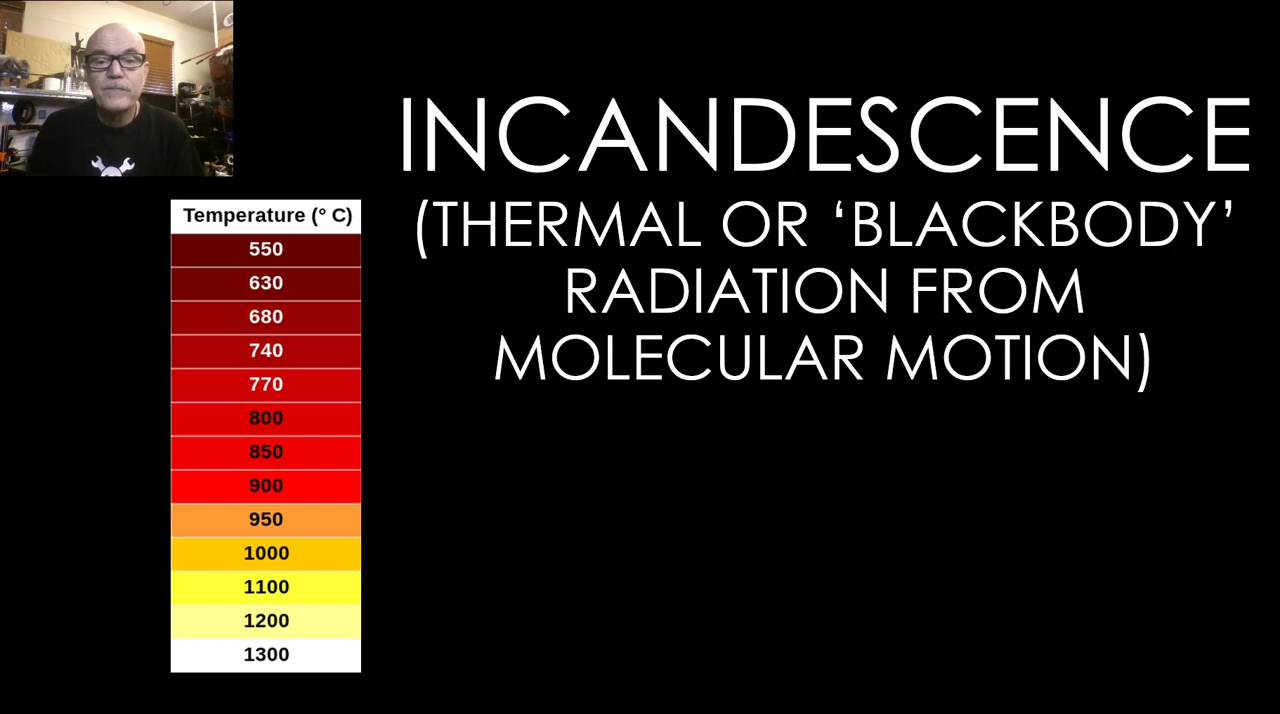 INCANDESCENCE
(THERMAL OR ‘BLACKBODY’
RADIATION FROM
MOLECULAR MOTION)
Temperature (° C)
550
630
680
740
770
800
850
900
950
1000
1100
1200
1300